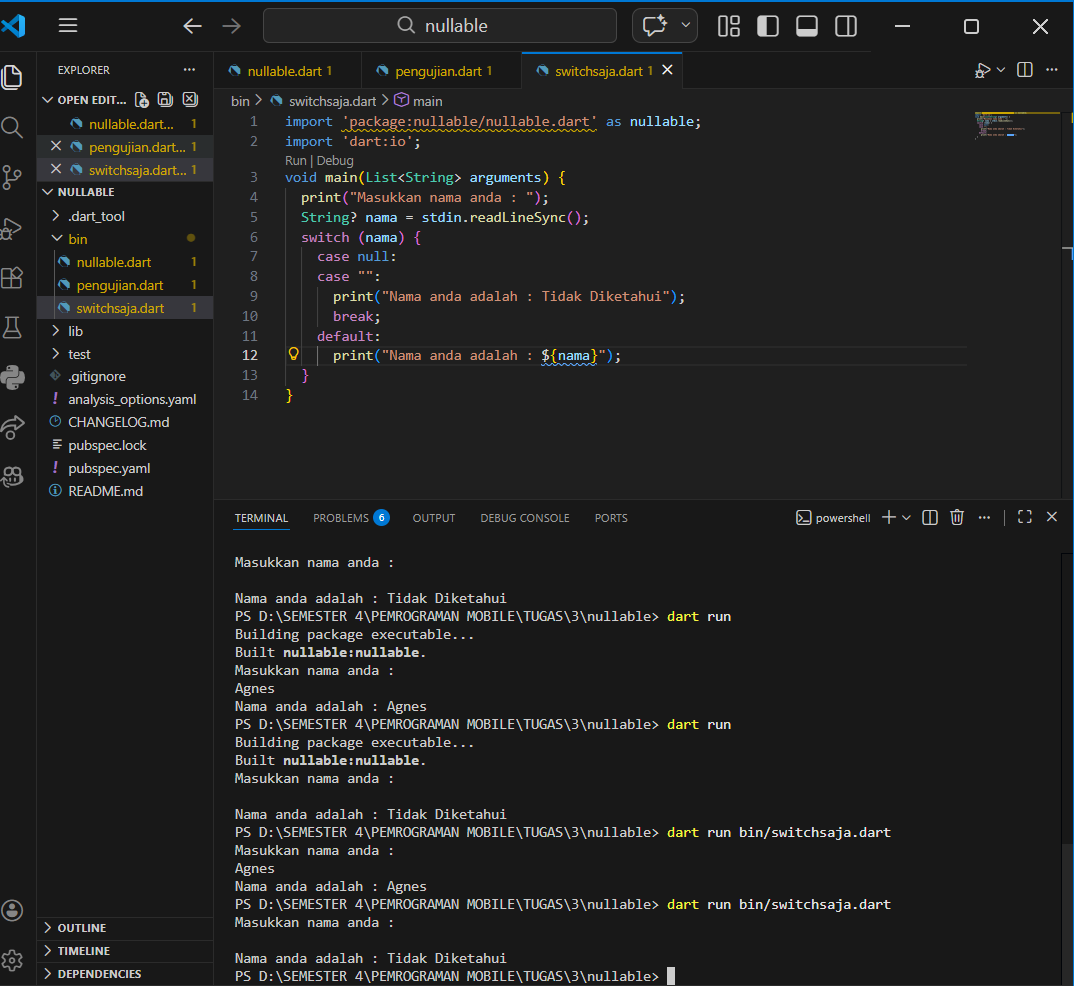 nullable
EXPLORER ...
OPEN EDIT...
nullable.dart... 1
pengujian.dart... 1
switchsaja.dart... 1
NULLABLE
.dart_tool
bin
nullable.dart 1
pengujian.dart 1
switchsaja.dart 1
lib
test
.gitignore
! analysis_options.yaml
CHANGELOG.md
pubspec.lock
! pubspec.yaml
README.md
OUTLINE
TIMELINE
DEPENDENCIES
nullable.dart 1 pengujian.dart 1 switchsaja.dart 1
bin > switchsaja.dart > main
1 import 'package:nullable/nullable.dart' as nullable;
2 import 'dart:io';
Run | Debug
3 void main(List<String> arguments) {
4 print("Masukkan nama anda : ");
5 String? nama = stdin.readLineSync();
6 switch (nama) {
7 case null:
8 case "":
9 print("Nama anda adalah : Tidak Diketahui");
10 break;
11 default:
12 print("Nama anda adalah : ${nama}");
13 }
14 }
TERMINAL PROBLEMS 6 OUTPUT DEBUG CONSOLE PORTS powershell
Masukkan nama anda :
Nama anda adalah : Tidak Diketahui
PS D:\SEMESTER 4\PEMROGRAMAN MOBILE\TUGAS\3\nullable> dart run
Building package executable...
Built nullable:nullable.
Masukkan nama anda :
Agnes
Nama anda adalah : Agnes
PS D:\SEMESTER 4\PEMROGRAMAN MOBILE\TUGAS\3\nullable> dart run
Building package executable...
Built nullable:nullable.
Masukkan nama anda :
Nama anda adalah : Tidak Diketahui
PS D:\SEMESTER 4\PEMROGRAMAN MOBILE\TUGAS\3\nullable> dart run bin/switchsaja.dart
Masukkan nama anda :
Agnes
Nama anda adalah : Agnes
PS D:\SEMESTER 4\PEMROGRAMAN MOBILE\TUGAS\3\nullable> dart run bin/switchsaja.dart
Masukkan nama anda :
Nama anda adalah : Tidak Diketahui
PS D:\SEMESTER 4\PEMROGRAMAN MOBILE\TUGAS\3\nullable>